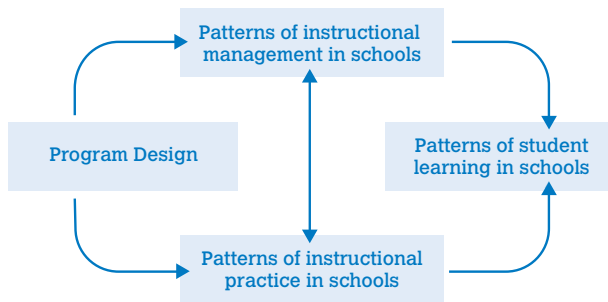 Patterns of instructional
management in schools
Program Design
Patterns of student
learning in schools
Patterns of instructional
practice in schools